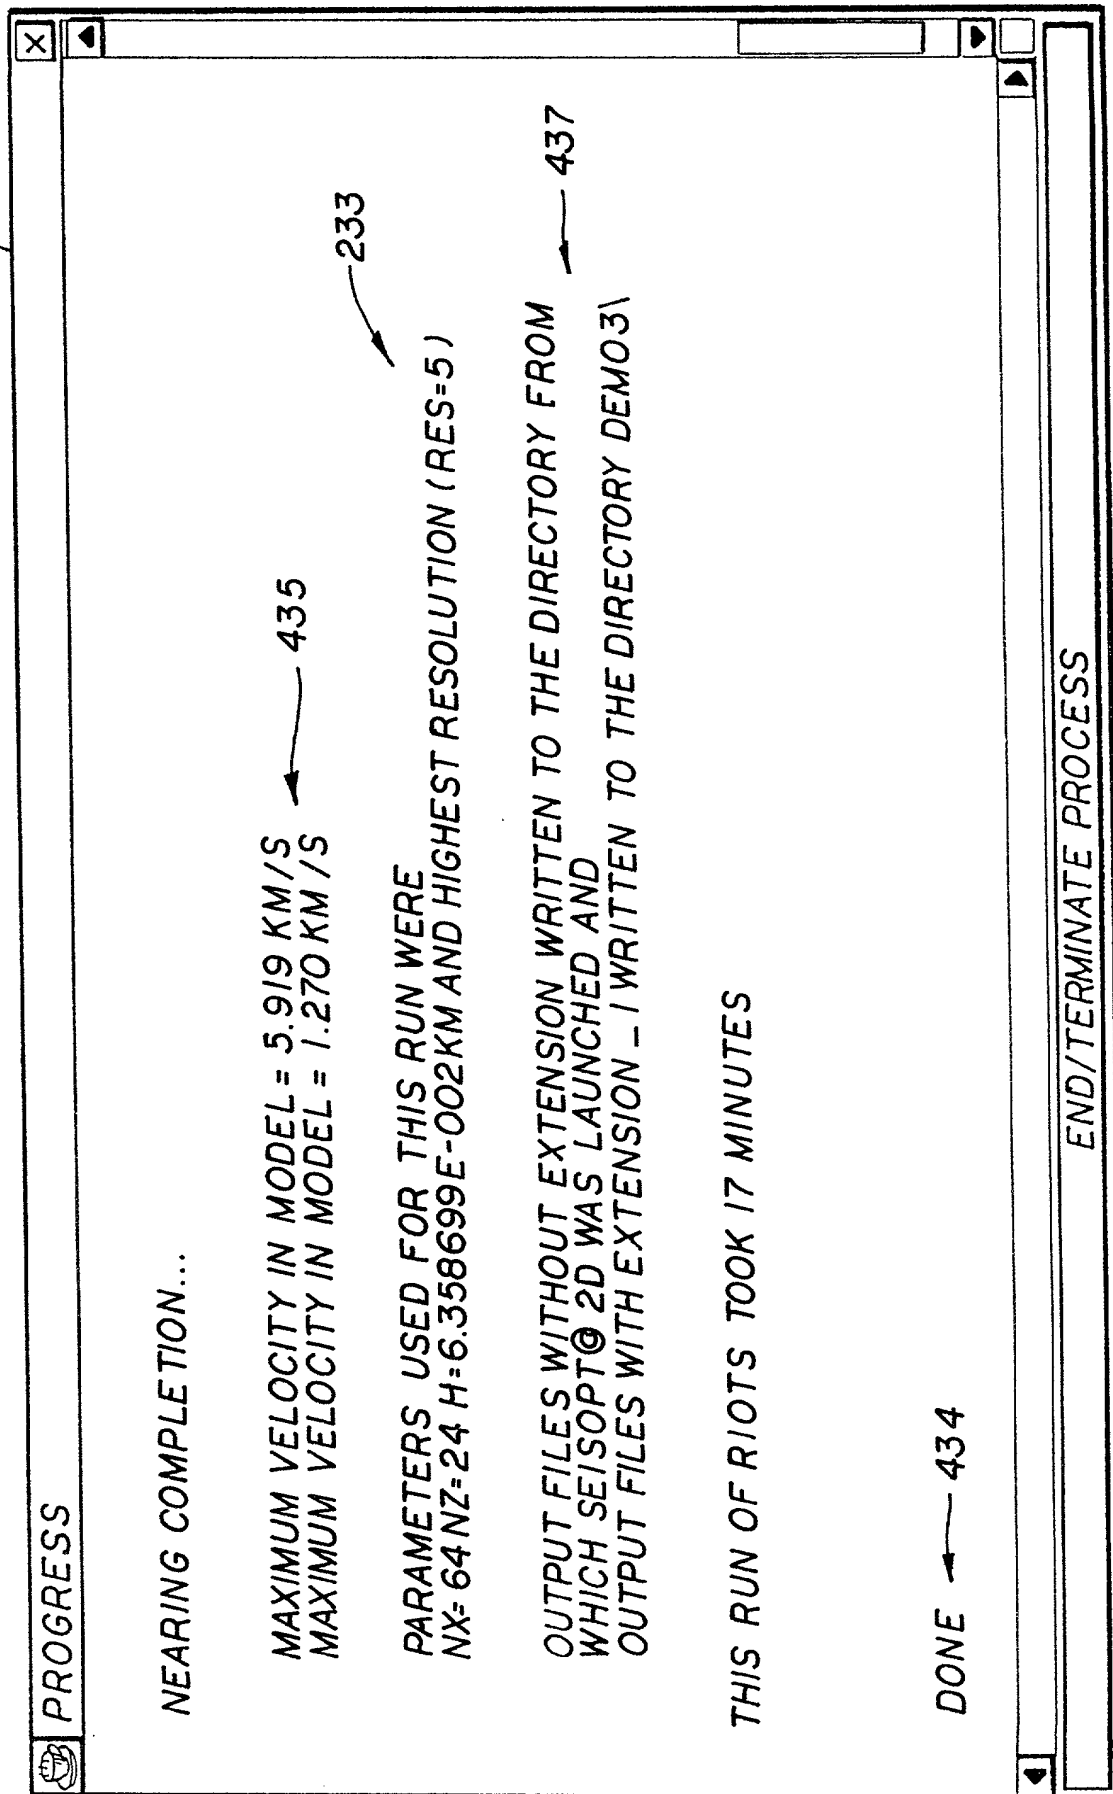 PROGRESS
X
NEARING COMPLETION...
MAXIMUM VELOCITY IN MODEL = 5.919 KM/S
MAXIMUM VELOCITY IN MODEL = 1.270 KM/S
435
PARAMETERS USED FOR THIS RUN WERE
NX=64 NZ=24 H=6.358699E-002KM AND HIGHEST RESOLUTION (RES=5)
233
OUTPUT FILES WITHOUT EXTENSION WRITTEN TO THE DIRECTORY FROM
WHICH SEISOPT@ 2D WAS LAUNCHED AND
OUTPUT FILES WITH EXTENSION _1 WRITTEN TO THE DIRECTORY DEMO3\
437
THIS RUN OF RIOTS TOOK 17 MINUTES
DONE 434
END/TERMINATE PROCESS